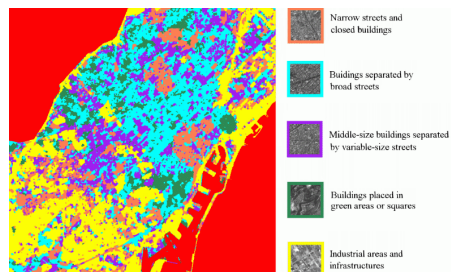 Narrow streets and
closed buildings
Buidings separated by
broad streets
Middle-size buildings separated
by variable-size streets
Buildings placed in
green areas or squares
Industrial areas and
infrastructures